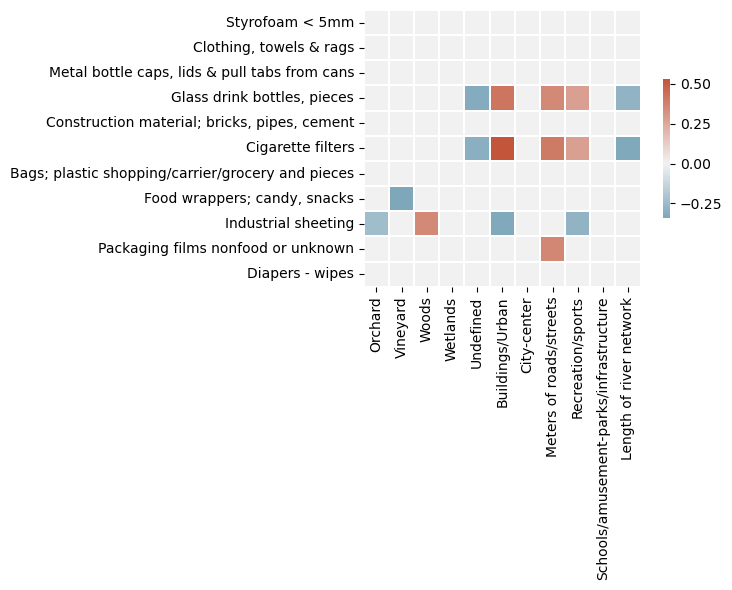 Styrofoam < 5mm
Clothing, towels & rags
Metal bottle caps, lids & pull tabs from cans
Glass drink bottles, pieces
Construction material; bricks, pipes, cement
Cigarette filters
Bags; plastic shopping/carrier/grocery and pieces
Food wrappers; candy, snacks
Industrial sheeting
Packaging films nonfood or unknown
Diapers - wipes
Orchard
Vineyard
Woods
Wetlands
Undefined
Buildings/Urban
City-center
Meters of roads/streets
Recreation/sports
Schools/amusement-parks/infrastructure
Length of river network
0.50
0.25
0.00
−0.25